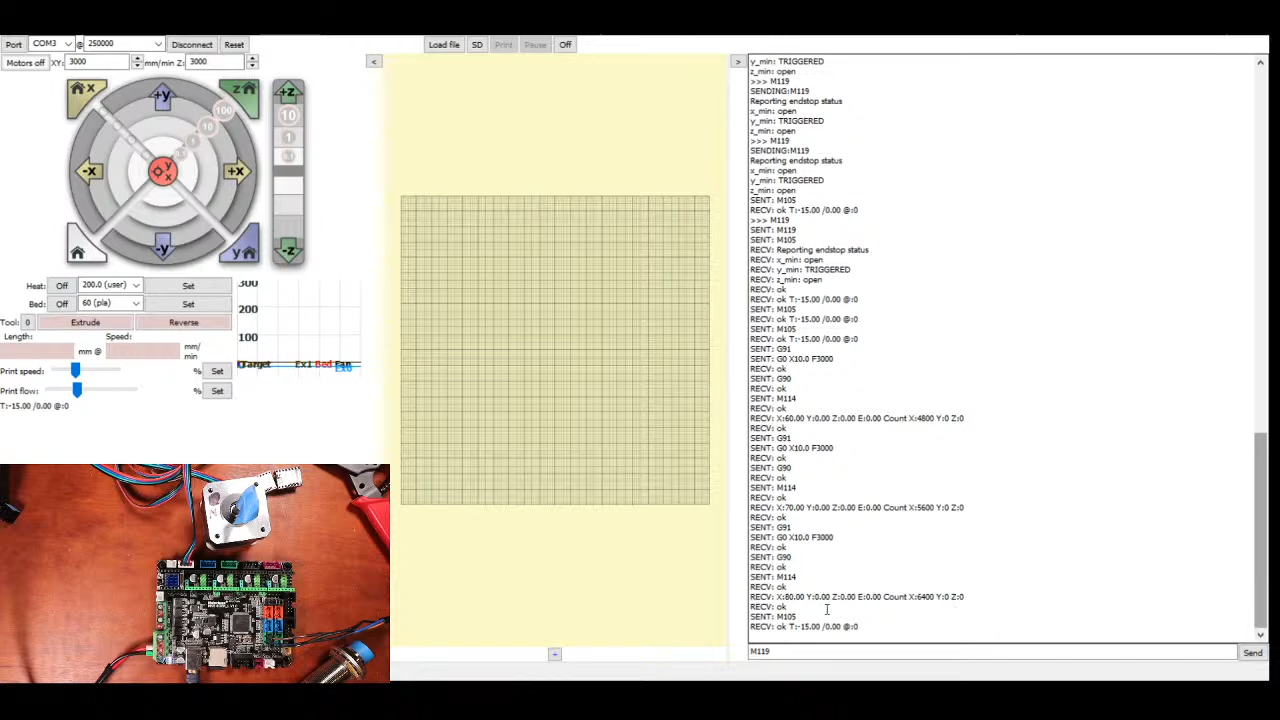 Port COM3 @ 250000 Disconnect Reset Load file SD Print Pause Off
Motors off XY: 3000 mm/min Z: 3000
< >
x +y z +z
100
10 10
1 1
0.1
-x y x +x
-y y -z
Heat: Off 200.0 (user) Set
Bed: Off 60 (pla) Set
Tool: 0 Extrude Reverse
Length: Speed:
mm @ mm/
min
Print speed: % Set
Print flow: % Set
T:-15.00 /0.00 @:0
300
200
100
Target Ex1 Bed Fan
Ex0
y_min: TRIGGERED
z_min: open
>>> M119
SENDING:M119
Reporting endstop status
x_min: open
y_min: TRIGGERED
z_min: open
>>> M119
SENDING:M119
Reporting endstop status
x_min: open
y_min: TRIGGERED
z_min: open
SENT: M105
RECV: ok T:-15.00 /0.00 @:0
>>> M119
SENT: M119
SENT: M105
RECV: Reporting endstop status
RECV: x_min: open
RECV: y_min: TRIGGERED
RECV: z_min: open
RECV: ok
RECV: ok T:-15.00 /0.00 @:0
SENT: M105
RECV: ok T:-15.00 /0.00 @:0
SENT: M105
RECV: ok T:-15.00 /0.00 @:0
SENT: G91
SENT: G0 X10.0 F3000
RECV: ok
SENT: G90
RECV: ok
SENT: M114
RECV: ok
RECV: X:60.00 Y:0.00 Z:0.00 E:0.00 Count X:4800 Y:0 Z:0
RECV: ok
SENT: G91
SENT: G0 X10.0 F3000
RECV: ok
SENT: G90
RECV: ok
SENT: M114
RECV: ok
RECV: X:70.00 Y:0.00 Z:0.00 E:0.00 Count X:5600 Y:0 Z:0
RECV: ok
SENT: G91
SENT: G0 X10.0 F3000
RECV: ok
SENT: G90
RECV: ok
SENT: M114
RECV: ok
RECV: X:80.00 Y:0.00 Z:0.00 E:0.00 Count X:6400 Y:0 Z:0
RECV: ok
SENT: M105
RECV: ok T:-15.00 /0.00 @:0
+
M119 Send